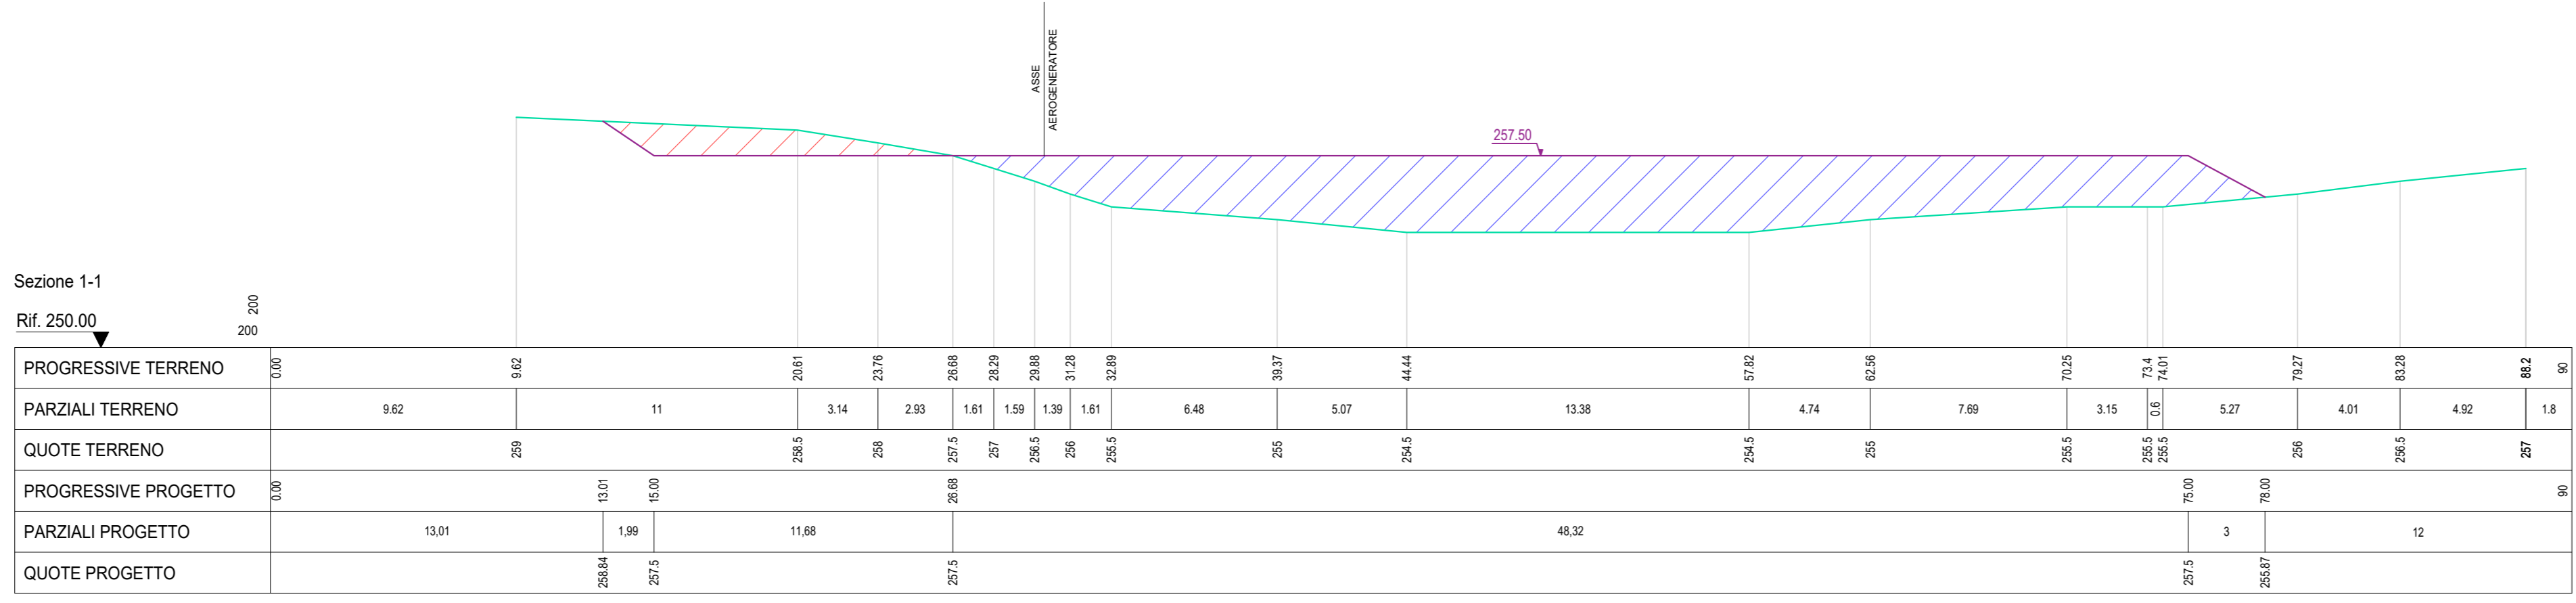 ASSE
AEROGENERATORE
257.50
Sezione 1-1
200
Rif. 250.00
200
PROGRESSIVE TERRENO 0.00 9.62 20.61 23.76 26.68 28.29 29.88 31.28 32.89 39.37 44.44 57.82 62.56 70.25 73.4 74.01 79.27 83.28 88.2 90
PARZIALI TERRENO 9.62 11 3.14 2.93 1.61 1.59 1.39 1.61 6.48 5.07 13.38 4.74 7.69 3.15 0.6 5.27 4.01 4.92 1.8
QUOTE TERRENO 259 258.5 258 257.5 257 256.5 256 255.5 255 254.5 254.5 255 255.5 255.5 255.5 256 256.5 257
PROGRESSIVE PROGETTO 0.00 13.01 15.00 26.68 75.00 78.00 90
PARZIALI PROGETTO 13,01 1,99 11,68 48,32 3 12
QUOTE PROGETTO 258.84 257.5 257.5 257.5 255.87